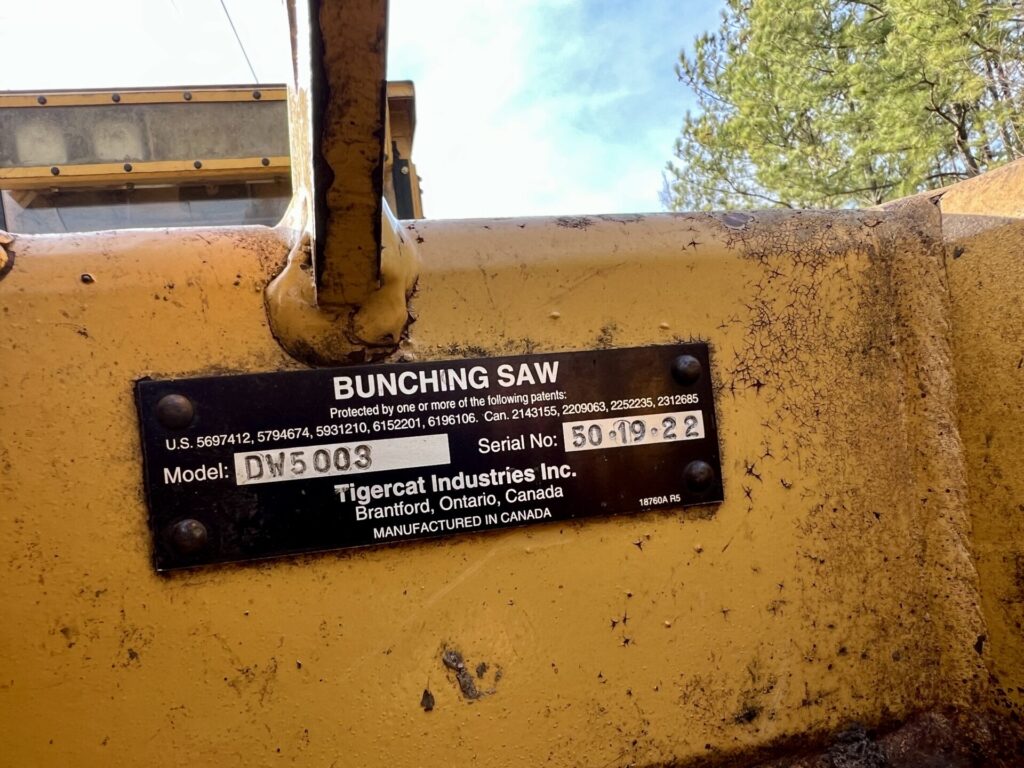 BUNCHING SAW
Protected by one or more of the following patents:
U.S. 5697412, 5794674, 5931210, 6152201, 6196106. Can. 2143155, 2209063, 2252235, 2312685
Model: DW5003 Serial No: 50·19·22
Tigercat Industries Inc.
Brantford, Ontario, Canada
MANUFACTURED IN CANADA 18760A R5